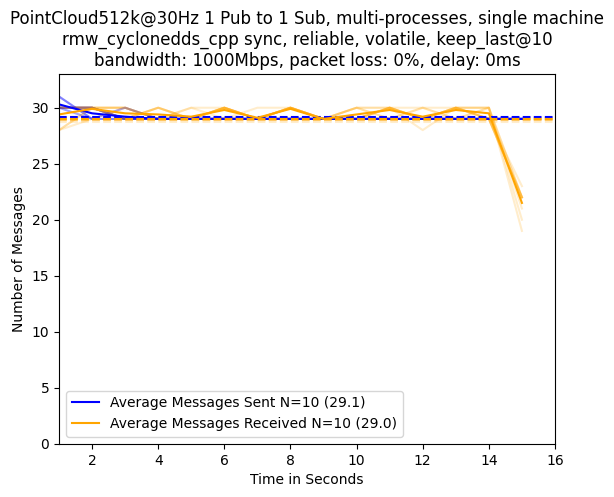 PointCloud512k@30Hz 1 Pub to 1 Sub, multi-processes, single machine
rmw_cyclonedds_cpp sync, reliable, volatile, keep_last@10
bandwidth: 1000Mbps, packet loss: 0%, delay: 0ms
Number of Messages
30
25
20
15
10
5
0
Average Messages Sent N=10 (29.1)
Average Messages Received N=10 (29.0)
2 4 6 8 10 12 14 16
Time in Seconds